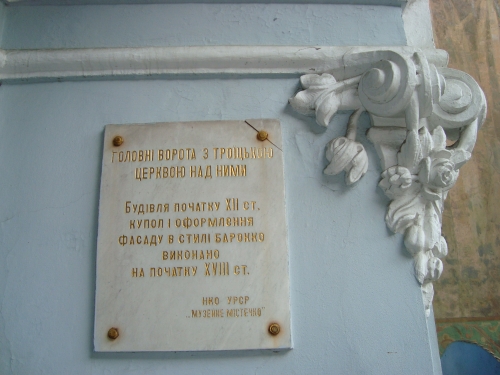 ГОЛОВНІ ВОРОТА З ТРОЇЦЬКОЮ
ЦЕРКВОЮ НАД НИМИ
БУДІВЛЯ ПОЧАТКУ XII СТ.
КУПОЛ І ОФОРМЛЕННЯ
ФАСАДУ В СТИЛІ БАРОККО
ВИКОНАНО
НА ПОЧАТКУ XVIII СТ.
НКО УРСР
„МУЗЕЙНЕ МІСТЕЧКО"